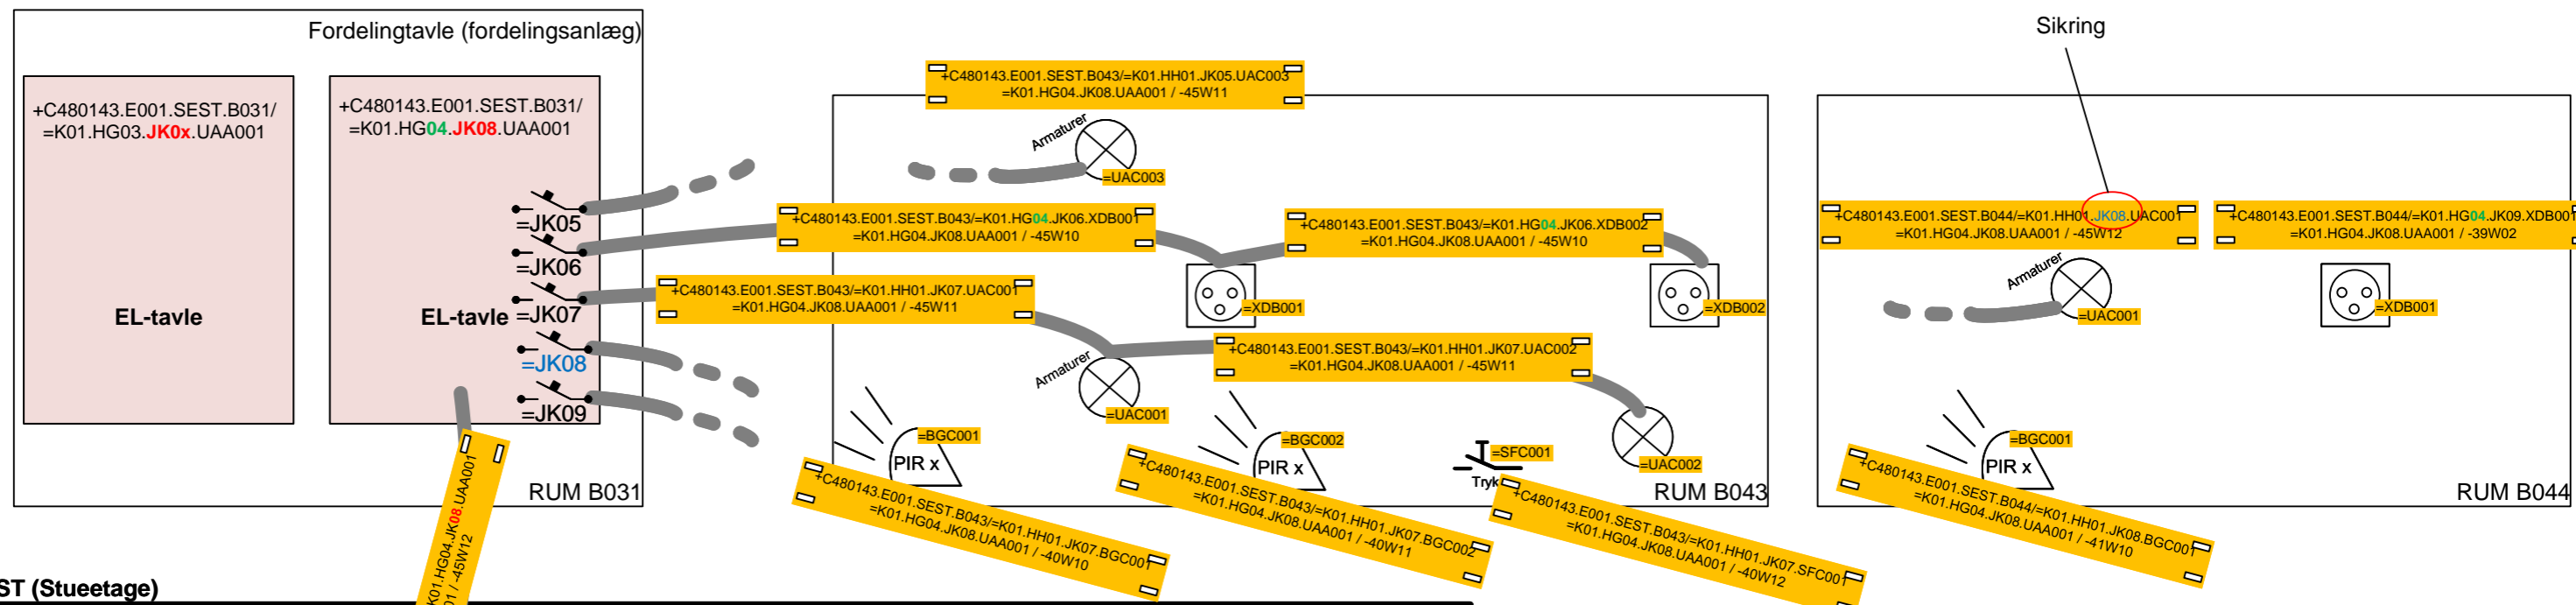 Fordelingtavle (fordelingsanlæg)
+C480143.E001.SEST.B031/
=K01.HG03.JK0x.UAA001
EL-tavle
+C480143.E001.SEST.B031/
=K01.HG04.JK08.UAA001
EL-tavle
=JK05
=JK06
=JK07
=JK08
=JK09
RUM B031
K01.HG04.JK08.UAA001
01 / -45W12
ST (Stueetage)
+C480143.E001.SEST.B043/=K01.HH01.JK05.UAC003
=K01.HG04.JK08.UAA001 / -45W11
Armaturer
=UAC003
+C480143.E001.SEST.B043/=K01.HG04.JK06.XDB001
=K01.HG04.JK08.UAA001 / -45W10
+C480143.E001.SEST.B043/=K01.HG04.JK06.XDB002
=K01.HG04.JK08.UAA001 / -45W10
=XDB001
=XDB002
+C480143.E001.SEST.B043/=K01.HH01.JK07.UAC001
=K01.HG04.JK08.UAA001 / -45W11
+C480143.E001.SEST.B043/=K01.HH01.JK07.UAC002
=K01.HG04.JK08.UAA001 / -45W11
Armaturer
=UAC001
=UAC002
=BGC001
PIR x
+C480143.E001.SEST.B043/=K01.HH01.JK07.BGC001
=K01.HG04.JK08.UAA001 / -40W10
=BGC002
PIR x
+C480143.E001.SEST.B043/=K01.HH01.JK07.BGC002
=K01.HG04.JK08.UAA001 / -40W11
=SFC001
Tryk
+C480143.E001.SEST.B043/=K01.HH01.JK07.SFC001
=K01.HG04.JK08.UAA001 / -40W12
RUM B043
Sikring
+C480143.E001.SEST.B044/=K01.HH01.JK08.UAC001
=K01.HG04.JK08.UAA001 / -45W12
+C480143.E001.SEST.B044/=K01.HG04.JK09.XDB001
=K01.HG04.JK08.UAA001 / -39W02
Armaturer
=UAC001
=XDB001
=BGC001
PIR x
+C480143.E001.SEST.B044/=K01.HH01.JK08.BGC001
=K01.HG04.JK08.UAA001 / -41W10
RUM B044